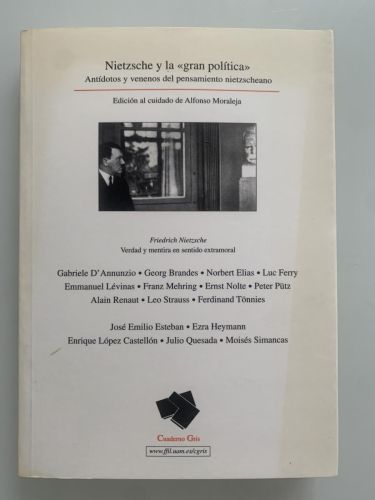 Nietzsche y la «gran política»
Antídotos y venenos del pensamiento nietzscheano
Edición al cuidado de Alfonso Moraleja
Friedrich Nietzsche
Verdad y mentira en sentido extramoral
Gabriele D'Annunzio • Georg Brandes • Norbert Elias • Luc Ferry
Emmanuel Lévinas • Franz Mehring • Ernst Nolte • Peter Pütz
Alain Renaut • Leo Strauss • Ferdinand Tönnies
José Emilio Esteban • Ezra Heymann
Enrique López Castellón • Julio Quesada • Moisés Simancas
Cuaderno Gris
www.ffil.uam.es/cgris